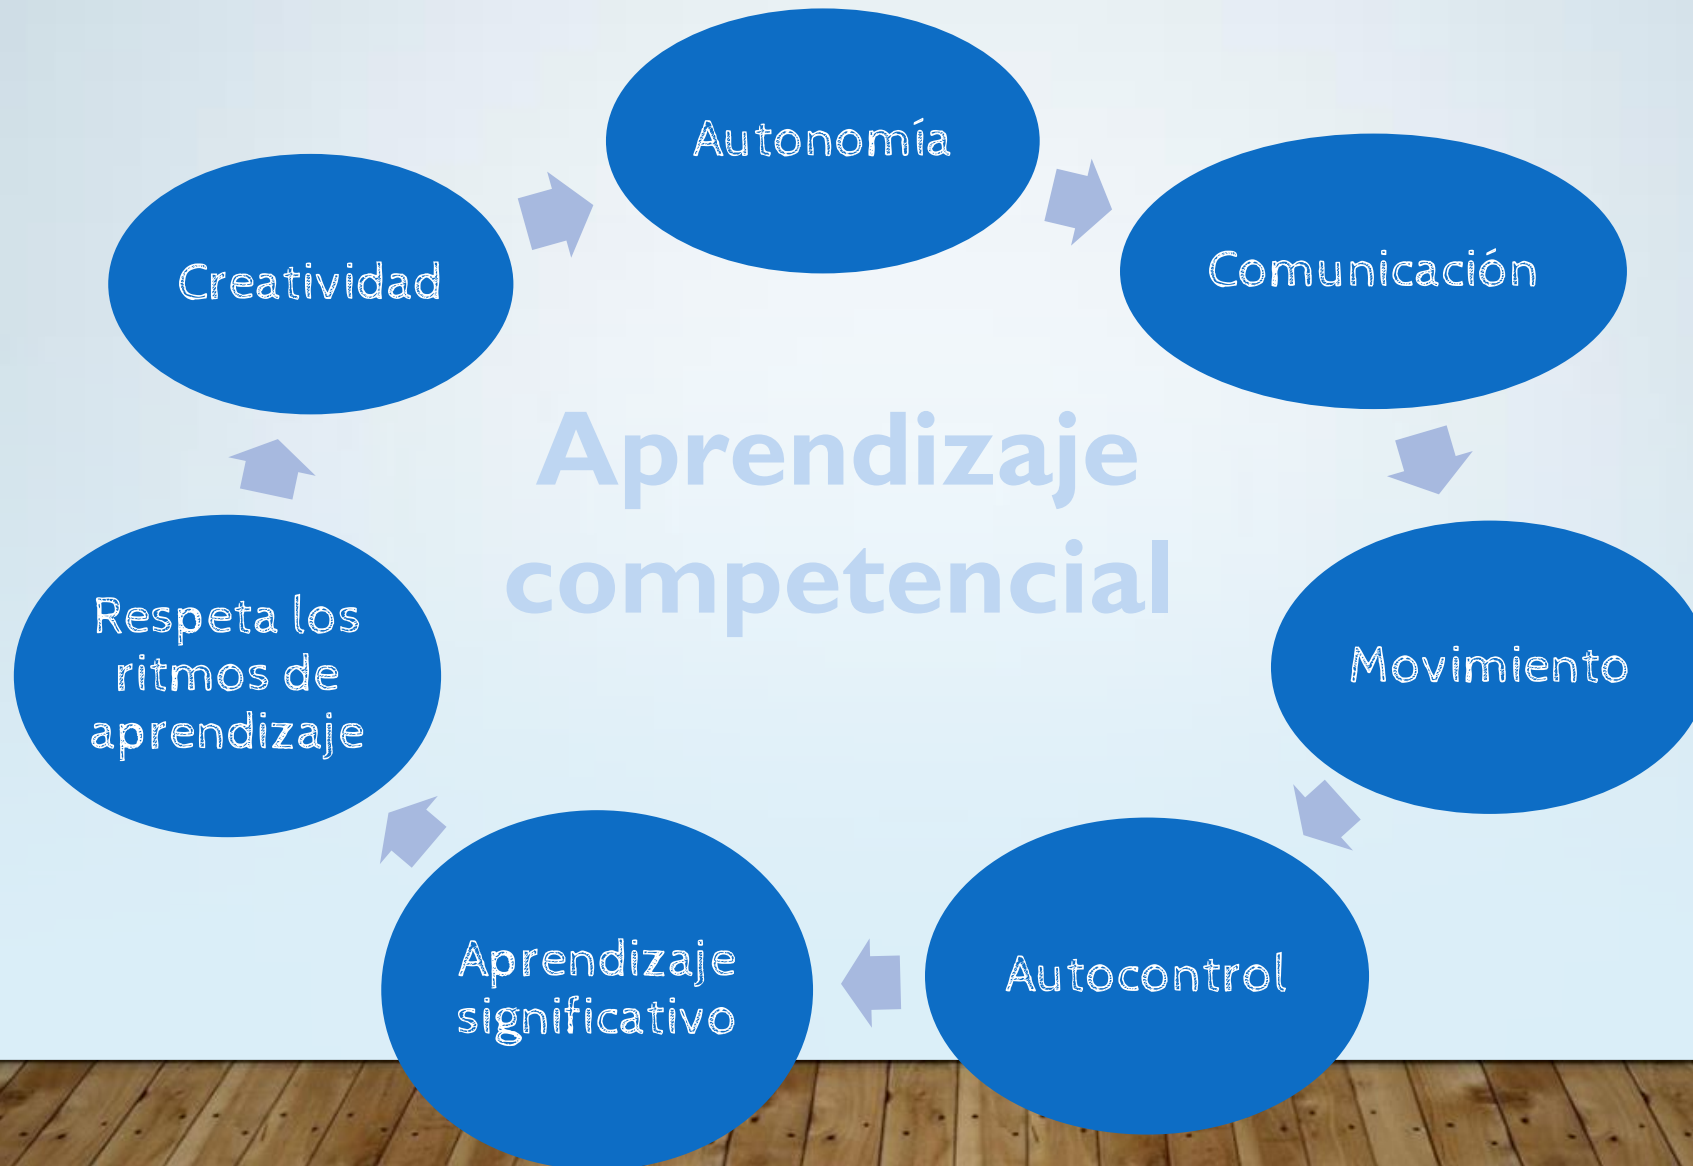 Autonomía
Comunicación
Creatividad
Aprendizaje
competencial
Respeta los
ritmos de
aprendizaje
Movimiento
Aprendizaje
significativo
Autocontrol